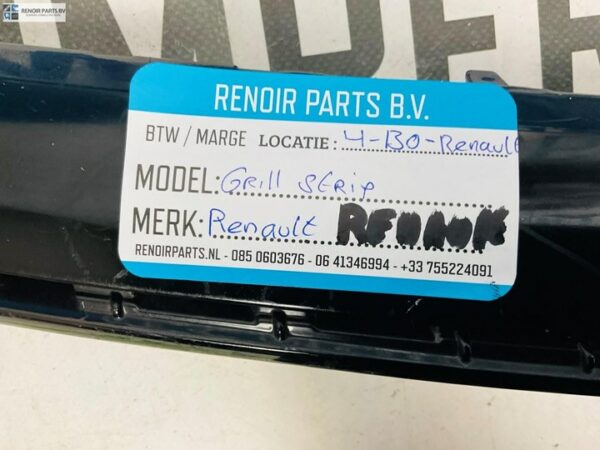 RENOIR PARTS BV
RENOIR PARTS B.V.
BTW / MARGE LOCATIE: 4-B0-Renault
MODEL: Grill strip
MERK: Renault
RENOIRPARTS.NL - 085 0603676 - 06 41346994 - +33 755224091